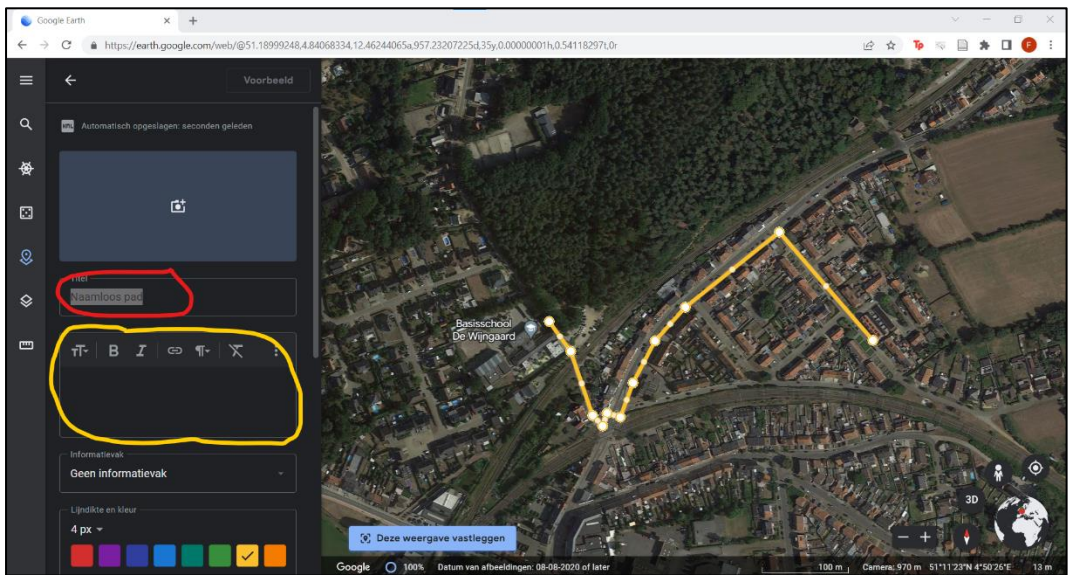 Google Earth
https://earth.google.com/web/@51.18999248,4.84068334,12.46244065a,957.23207225d,35y,0.00000001h,0.54118297t,0r
Tp
F
Voorbeeld
Automatisch opgeslagen: seconden geleden
Titel
Naamloos pad
B I
Informatievak
Geen informatievak
Lijndikte en kleur
4 px
Basisschool
De Wijngaard
3D
Deze weergave vastleggen
Google 100% Datum van afbeeldingen: 08-08-2020 of later 100 m Camera: 970 m 51°11'23"N 4°50'26"E 13 m